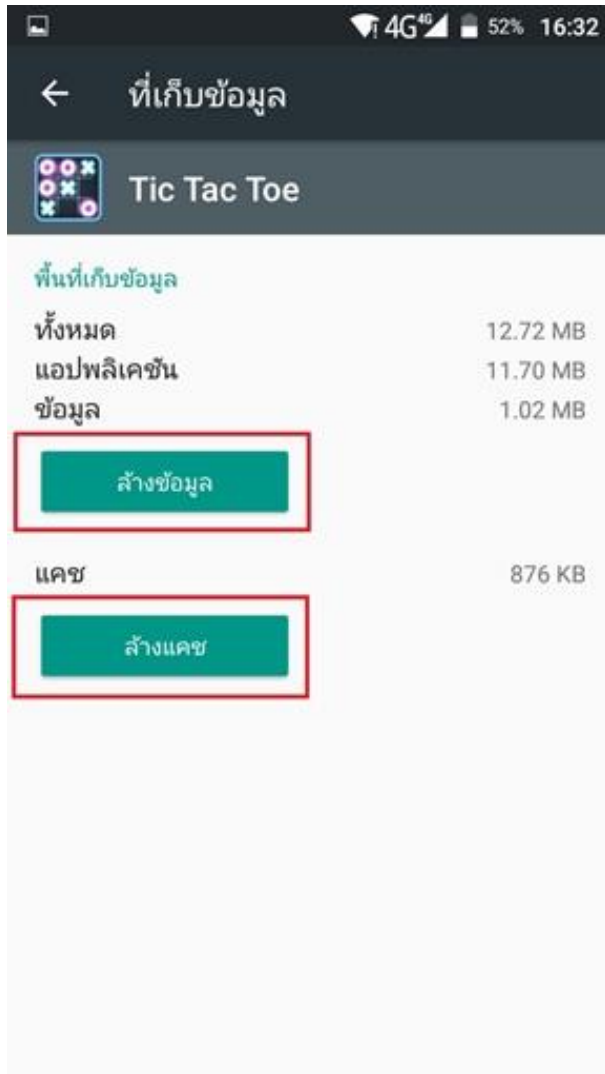 4G 4G 52% 16:32
ที่เก็บข้อมูล
Tic Tac Toe
พื้นที่เก็บข้อมูล
ทั้งหมด 12.72 MB
แอปพลิเคชัน 11.70 MB
ข้อมูล 1.02 MB
ล้างข้อมูล
แคช 876 KB
ล้างแคช